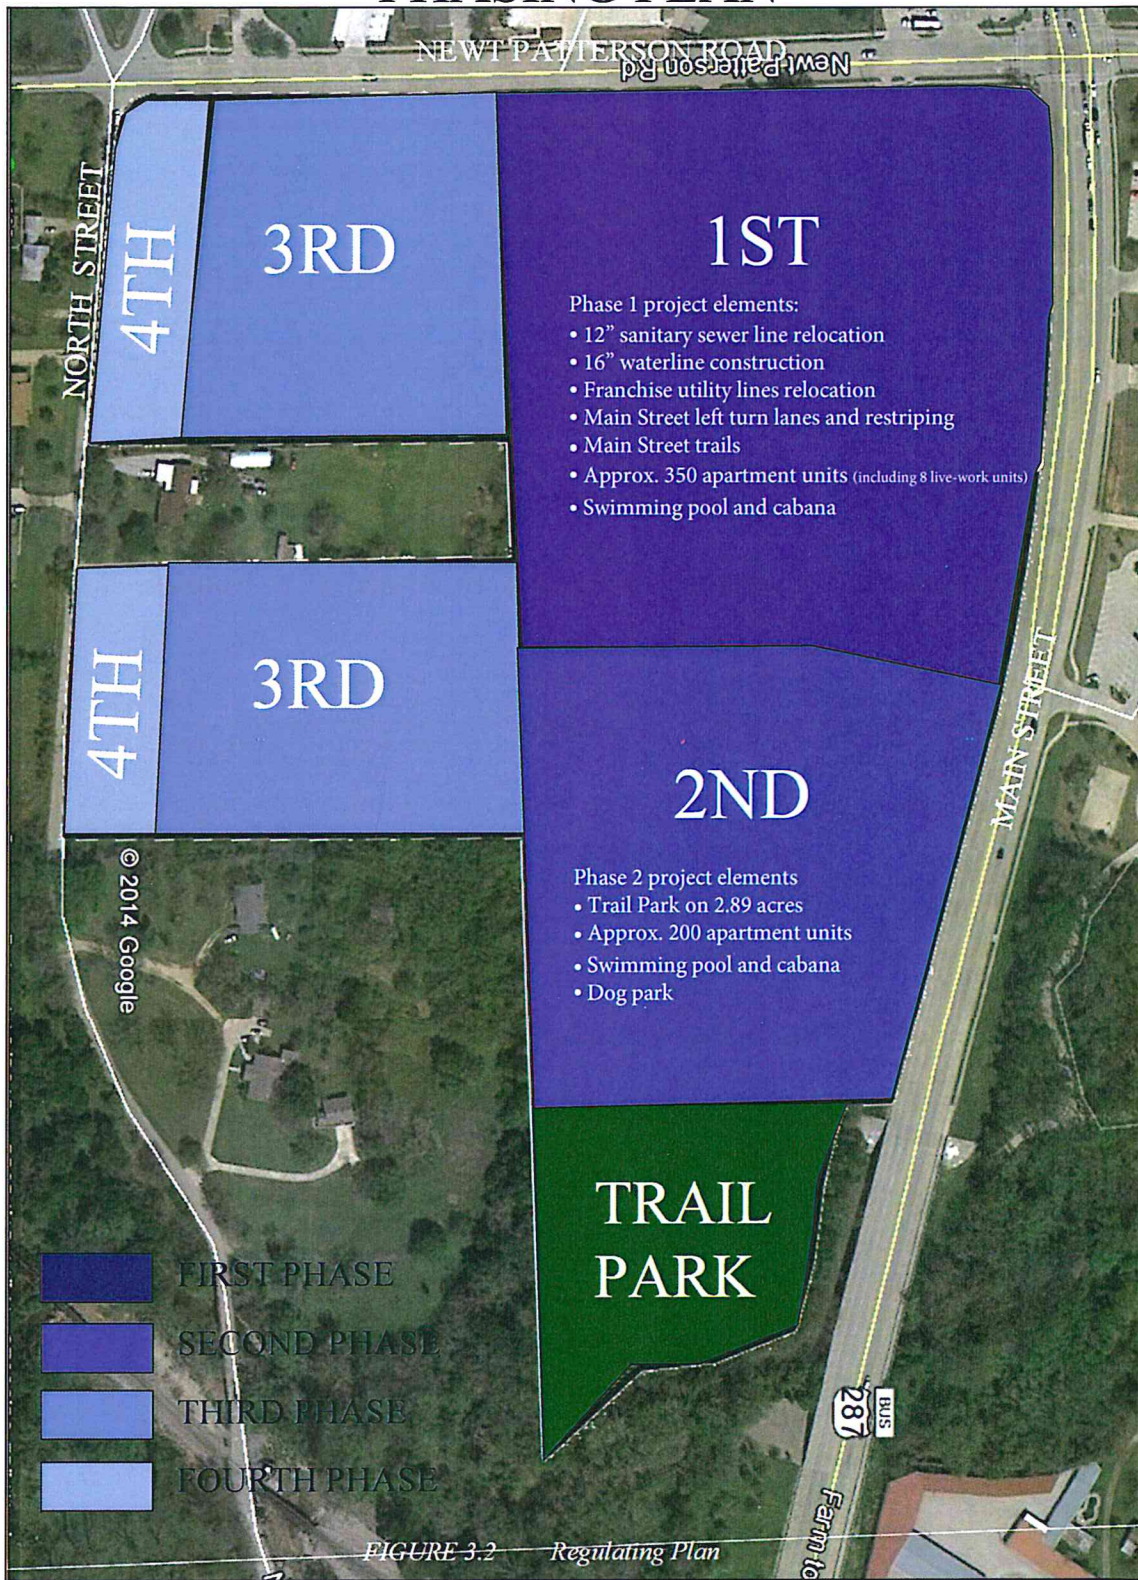 PHASING PLAN
NEWT PATTERSON ROAD
Newt Patterson Rd
NORTH STREET
4TH
3RD
1ST
Phase 1 project elements:
• 12” sanitary sewer line relocation
• 16” waterline construction
• Franchise utility lines relocation
• Main Street left turn lanes and restriping
• Main Street trails
• Approx. 350 apartment units (including 8 live-work units)
• Swimming pool and cabana
4TH
3RD
MAIN STREET
2ND
Phase 2 project elements
• Trail Park on 2.89 acres
• Approx. 200 apartment units
• Swimming pool and cabana
• Dog park
© 2014 Google
TRAIL
PARK
FIRST PHASE
SECOND PHASE
THIRD PHASE
FOURTH PHASE
BUS
287
Farm to
FIGURE 3.2 Regulating Plan